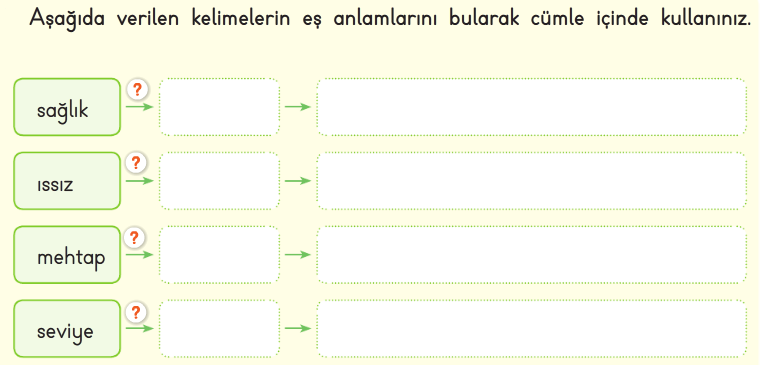 Aşağıda verilen kelimelerin eş anlamlarını bularak cümle içinde kullanınız.
sağlık ?
ıssız ?
mehtap ?
seviye ?